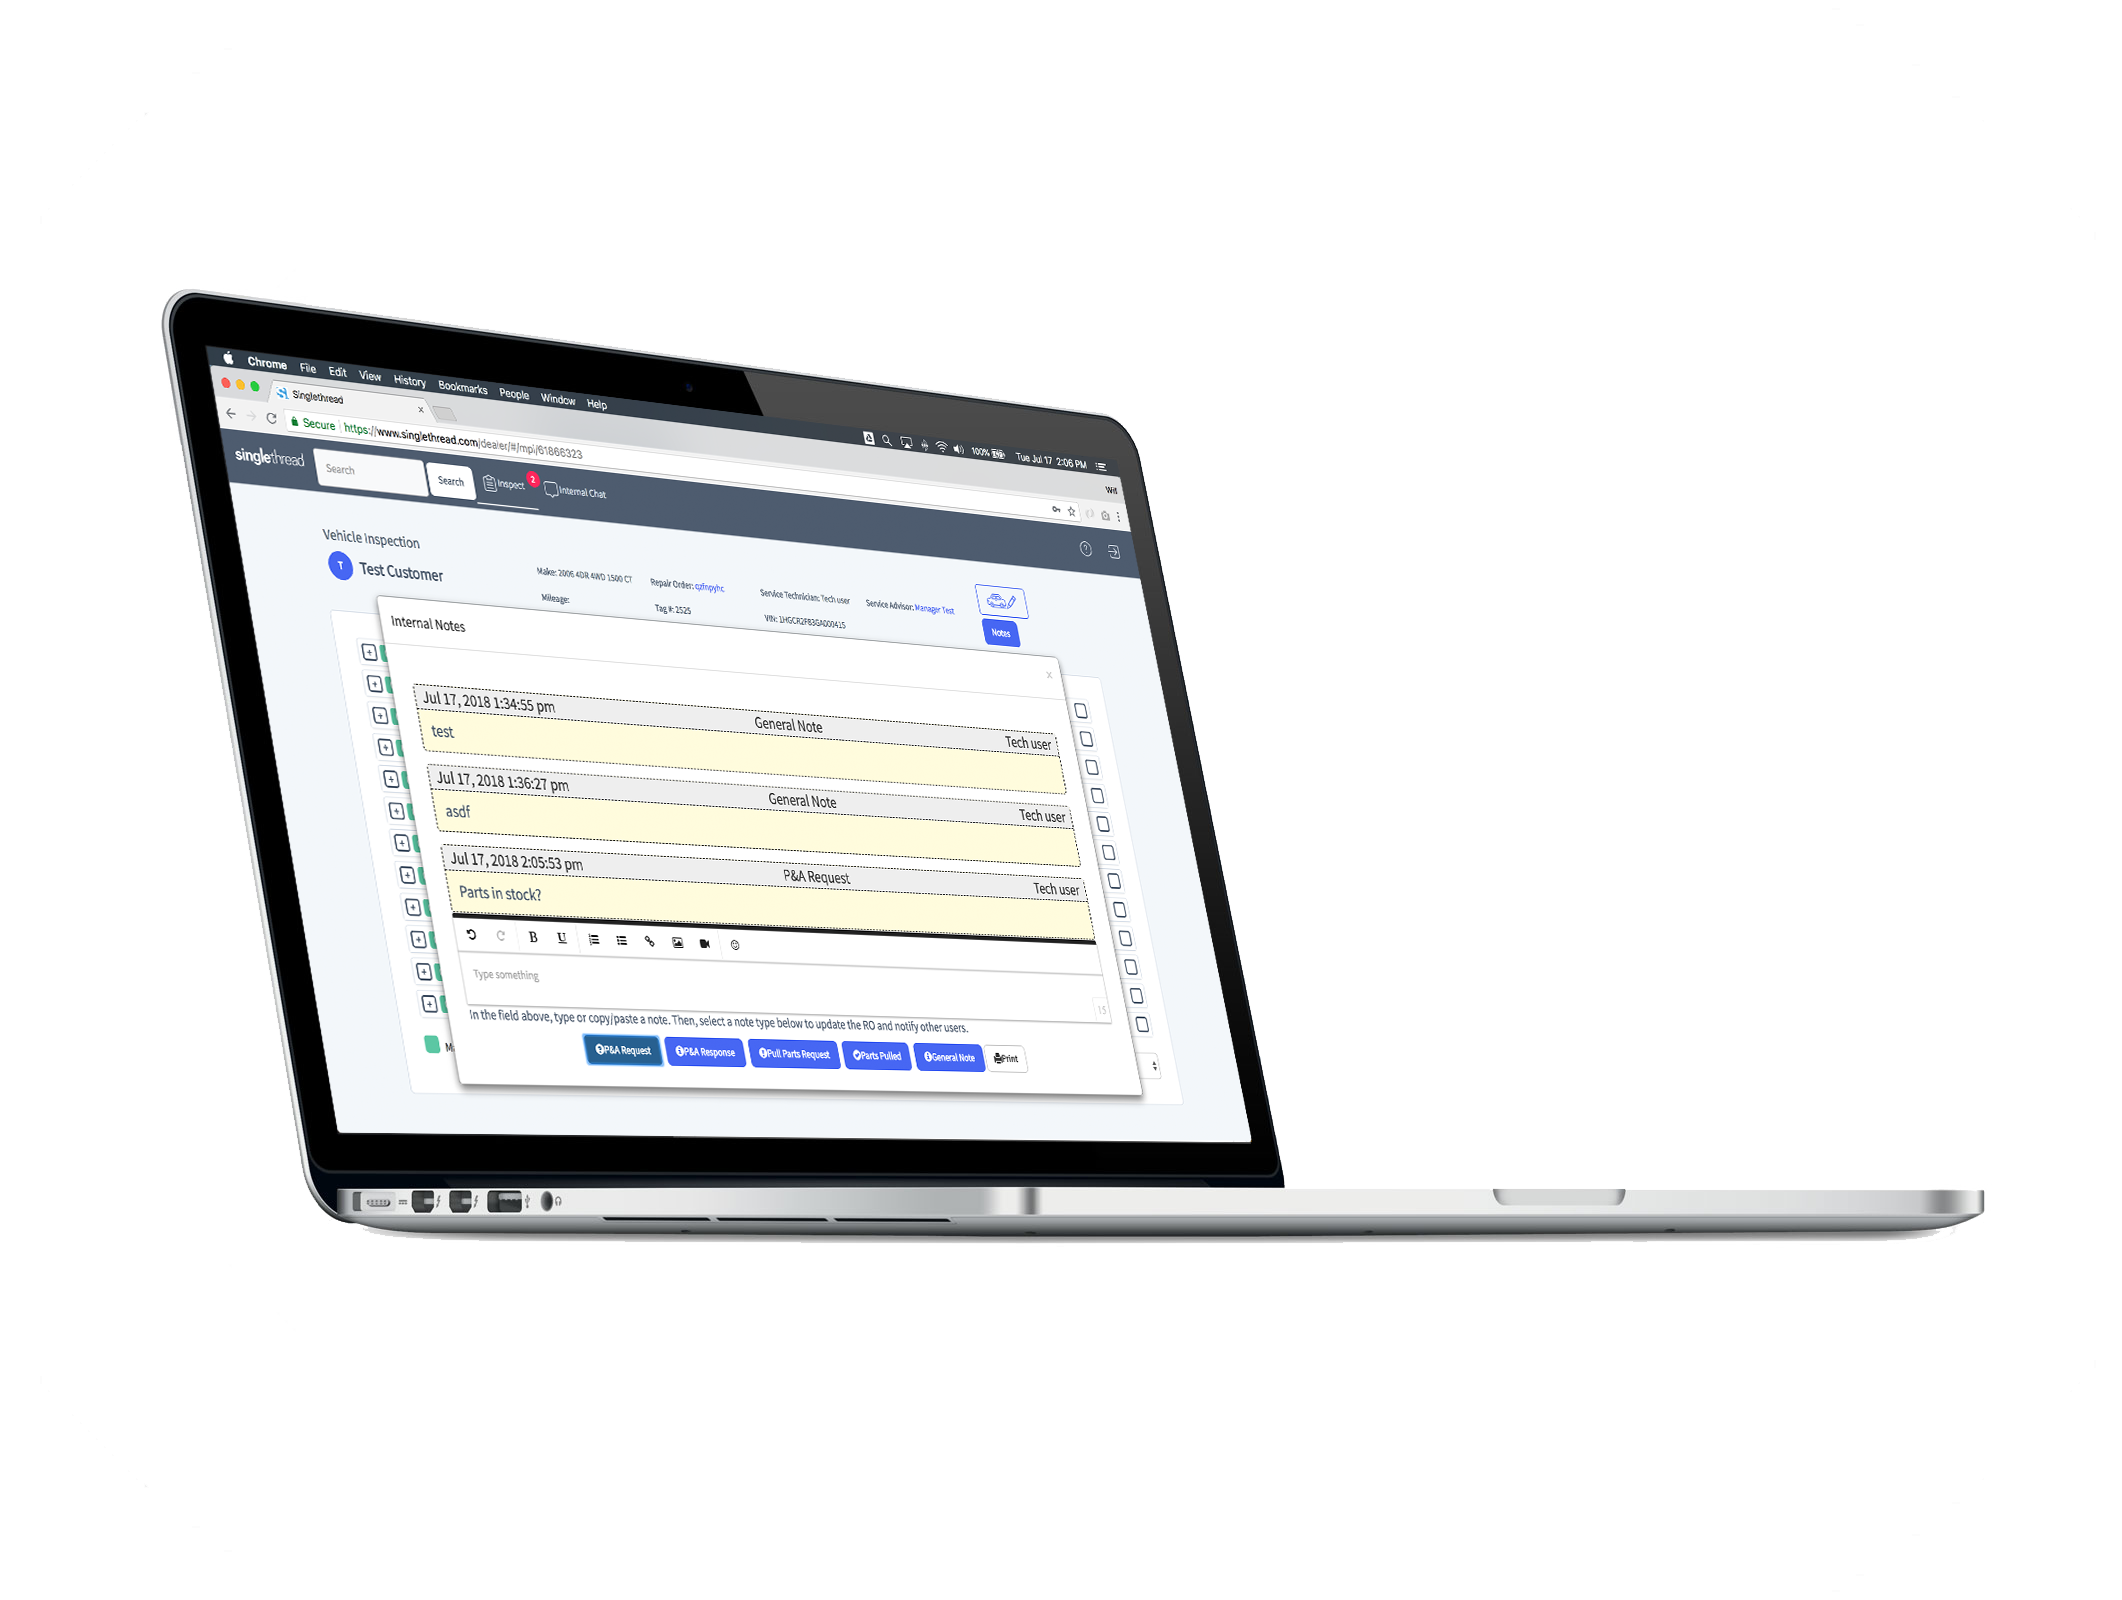 Chrome File Edit View History Bookmarks People Window Help 100% Tue Jul 17 2:06 PM
Singlethread x Wif
Secure https://www.singlethread.com/dealer/#/mpi/61866323
singlethread Search Search Inspect 2 Internal Chat
Vehicle Inspection
T Test Customer
Make: 2006 4DR 4WD 1500 CT Repair Order: qzfnpyhc Service Technician: Tech user Service Advisor: Manager Test
Mileage: Tag #: 2525 VIN: 1HGCR2F83GA000415 Notes
Internal Notes
x
Jul 17, 2018 1:34:55 pm General Note Tech user
test
Jul 17, 2018 1:36:27 pm General Note Tech user
asdf
Jul 17, 2018 2:05:53 pm P&A Request Tech user
Parts in stock?
B U
Type something
15
In the field above, type or copy/paste a note. Then, select a note type below to update the RO and notify other users.
P&A Request P&A Response Pull Parts Request Parts Pulled General Note Print